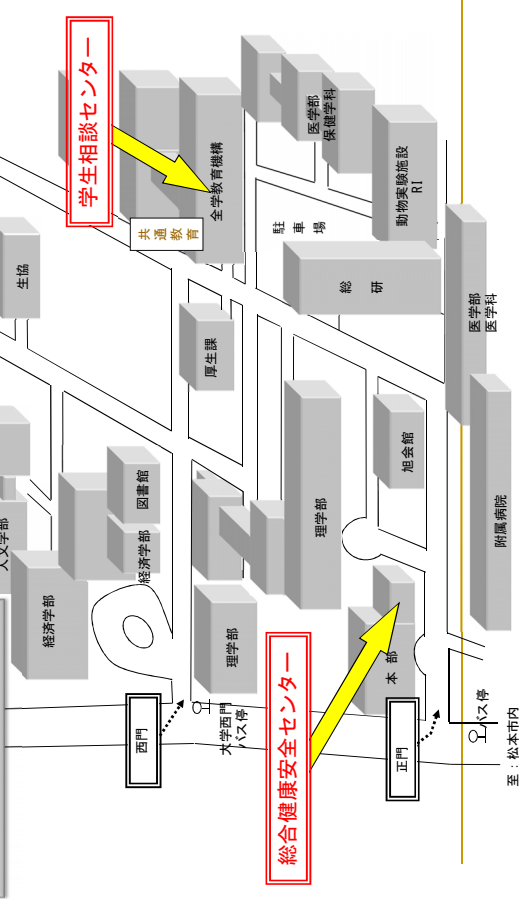 学生相談センター
医学部
保健学科
動物実験施設
RI
全学教育機構
共通
教育
駐車場
生協
総研
医学部
医学科
厚生課
旭会館
図書館
経済学部
理学部
附属病院
人文学部
経済学部
理学部
本部
総合健康安全センター
西門
大学西門
バス停
正門
バス停
至：松本市内